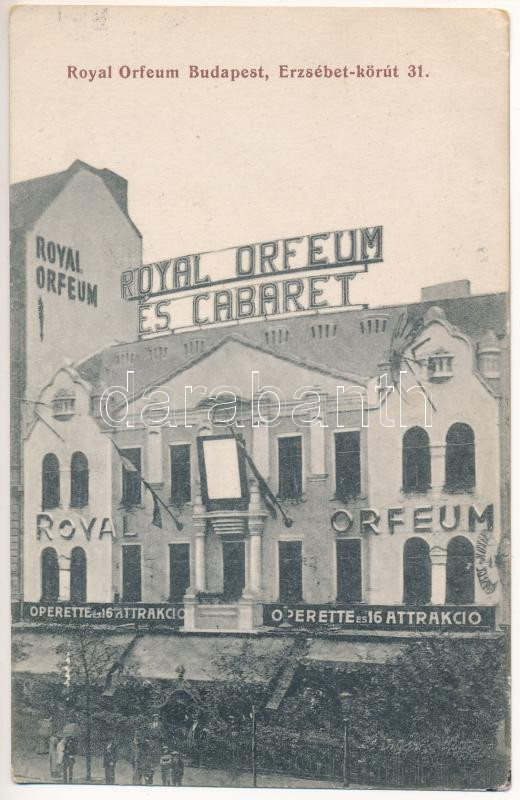 Royal Orfeum Budapest, Erzsébet-körút 31.
ROYAL
ORFEUM
ROYAL ORFEUM
ÉS CABARET
darabanth
ROYAL
ORFEUM
OPERETTE ÉS 16 ATTRAKCIO
OPERETTE ÉS 16 ATTRAKCIO